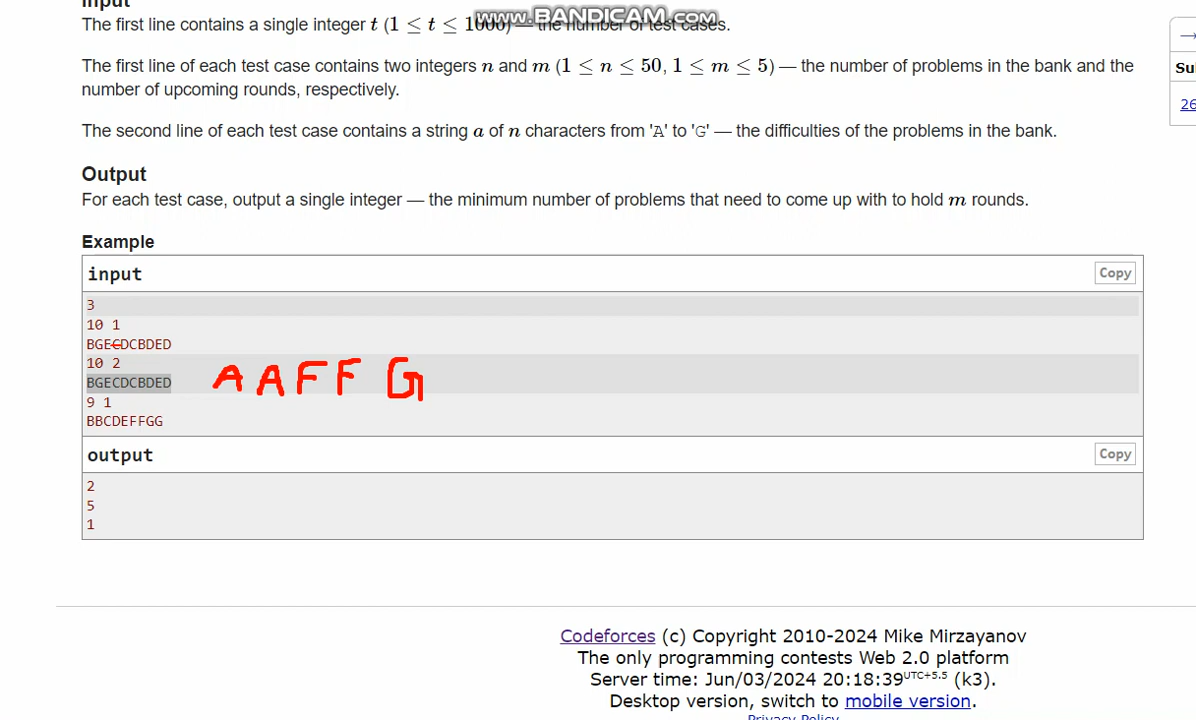 Input
www.BANDICAM.com
The first line contains a single integer t (1 ≤ t ≤ 1000) — the number of test cases.
→
The first line of each test case contains two integers n and m (1 ≤ n ≤ 50, 1 ≤ m ≤ 5) — the number of problems in the bank and the
number of upcoming rounds, respectively.
Su
26
The second line of each test case contains a string a of n characters from 'A' to 'G' — the difficulties of the problems in the bank.
Output
For each test case, output a single integer — the minimum number of problems that need to come up with to hold m rounds.
Example
input Copy
3
10 1
BGECDCBDED
10 2
BGECDCBDED A A F F G
9 1
BBCDEFFGG
output Copy
2
5
1
Codeforces (c) Copyright 2010-2024 Mike Mirzayanov
The only programming contests Web 2.0 platform
Server time: Jun/03/2024 20:18:39UTC+5.5 (k3).
Desktop version, switch to mobile version.
Privacy Policy